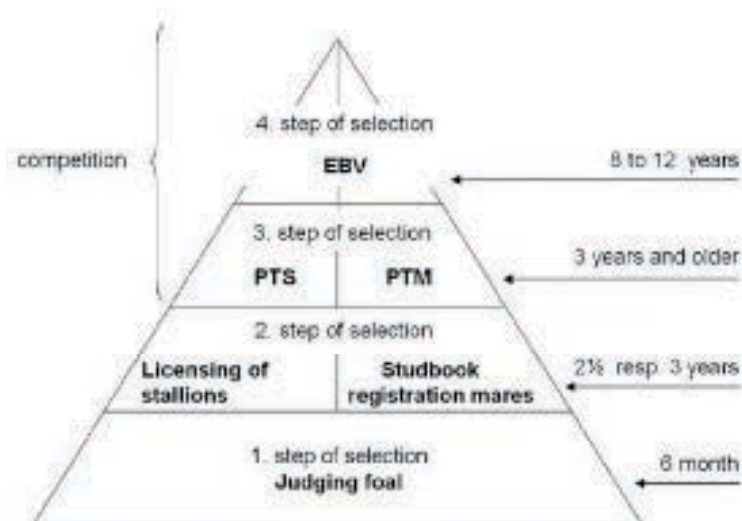 4. step of selection
competition
EBV
8 to 12 years
3. step of selection
3 years and older
PTS PTM
2. step of selection
Licensing of stallions
Studbook registration mares
2½ resp. 3 years
1. step of selection
Judging foal
6 month